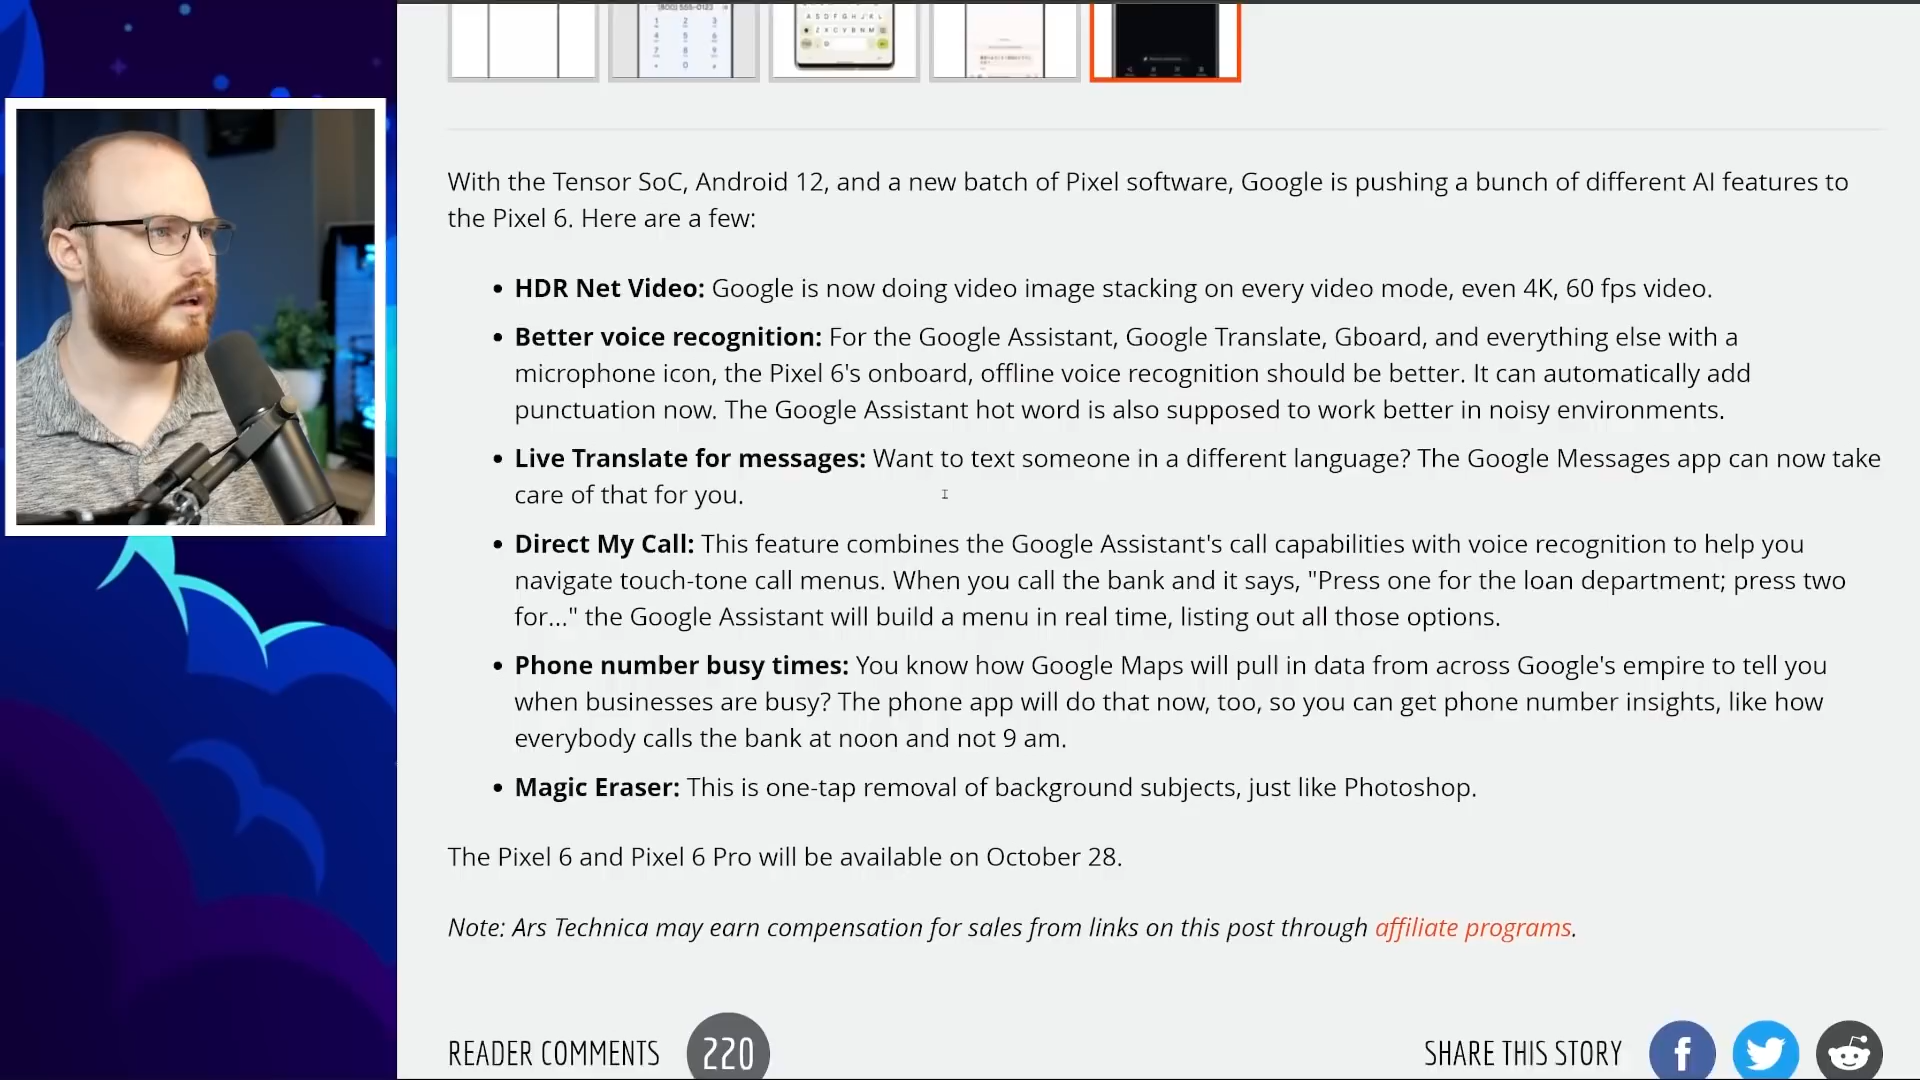 (800) 555-0123
1 2 3
4 5 6
7 8 9
0
A S D F G H J K L
Z X C V B N M
With the Tensor SoC, Android 12, and a new batch of Pixel software, Google is pushing a bunch of different AI features to
the Pixel 6. Here are a few:
• HDR Net Video: Google is now doing video image stacking on every video mode, even 4K, 60 fps video.
• Better voice recognition: For the Google Assistant, Google Translate, Gboard, and everything else with a
microphone icon, the Pixel 6's onboard, offline voice recognition should be better. It can automatically add
punctuation now. The Google Assistant hot word is also supposed to work better in noisy environments.
• Live Translate for messages: Want to text someone in a different language? The Google Messages app can now take
care of that for you.
• Direct My Call: This feature combines the Google Assistant's call capabilities with voice recognition to help you
navigate touch-tone call menus. When you call the bank and it says, "Press one for the loan department; press two
for..." the Google Assistant will build a menu in real time, listing out all those options.
• Phone number busy times: You know how Google Maps will pull in data from across Google's empire to tell you
when businesses are busy? The phone app will do that now, too, so you can get phone number insights, like how
everybody calls the bank at noon and not 9 am.
• Magic Eraser: This is one-tap removal of background subjects, just like Photoshop.
The Pixel 6 and Pixel 6 Pro will be available on October 28.
Note: Ars Technica may earn compensation for sales from links on this post through affiliate programs.
READER COMMENTS 220
SHARE THIS STORY